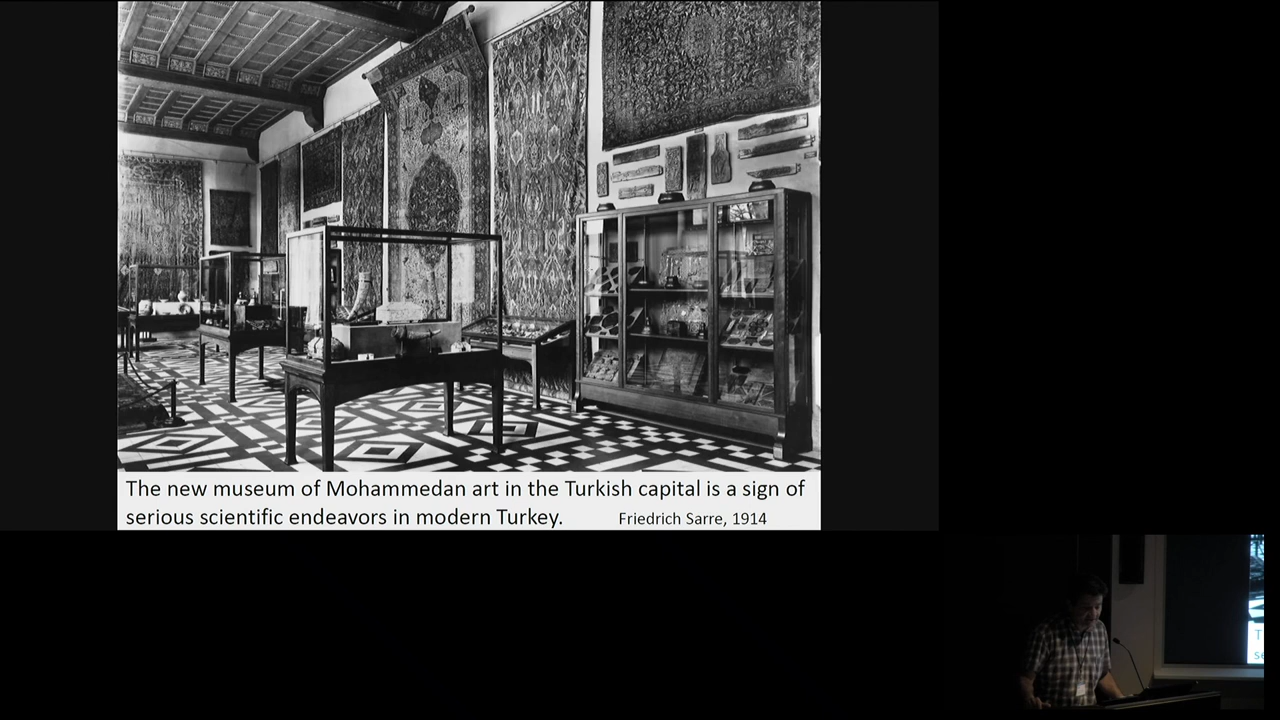 The new museum of Mohammedan art in the Turkish capital is a sign of
serious scientific endeavors in modern Turkey.
Friedrich Sarre, 1914